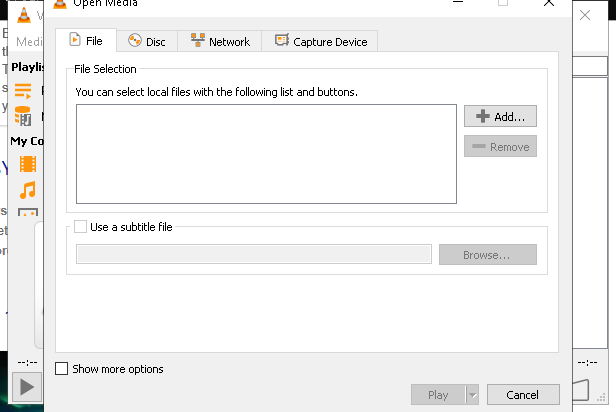 Open Media
Medi
File
Disc
Network
Capture Device
Playlis
File Selection
You can select local files with the following list and buttons.
Add...
Remove
My Co
Use a subtitle file
Browse...
--:--
--:--
Show more options
Play
Cancel